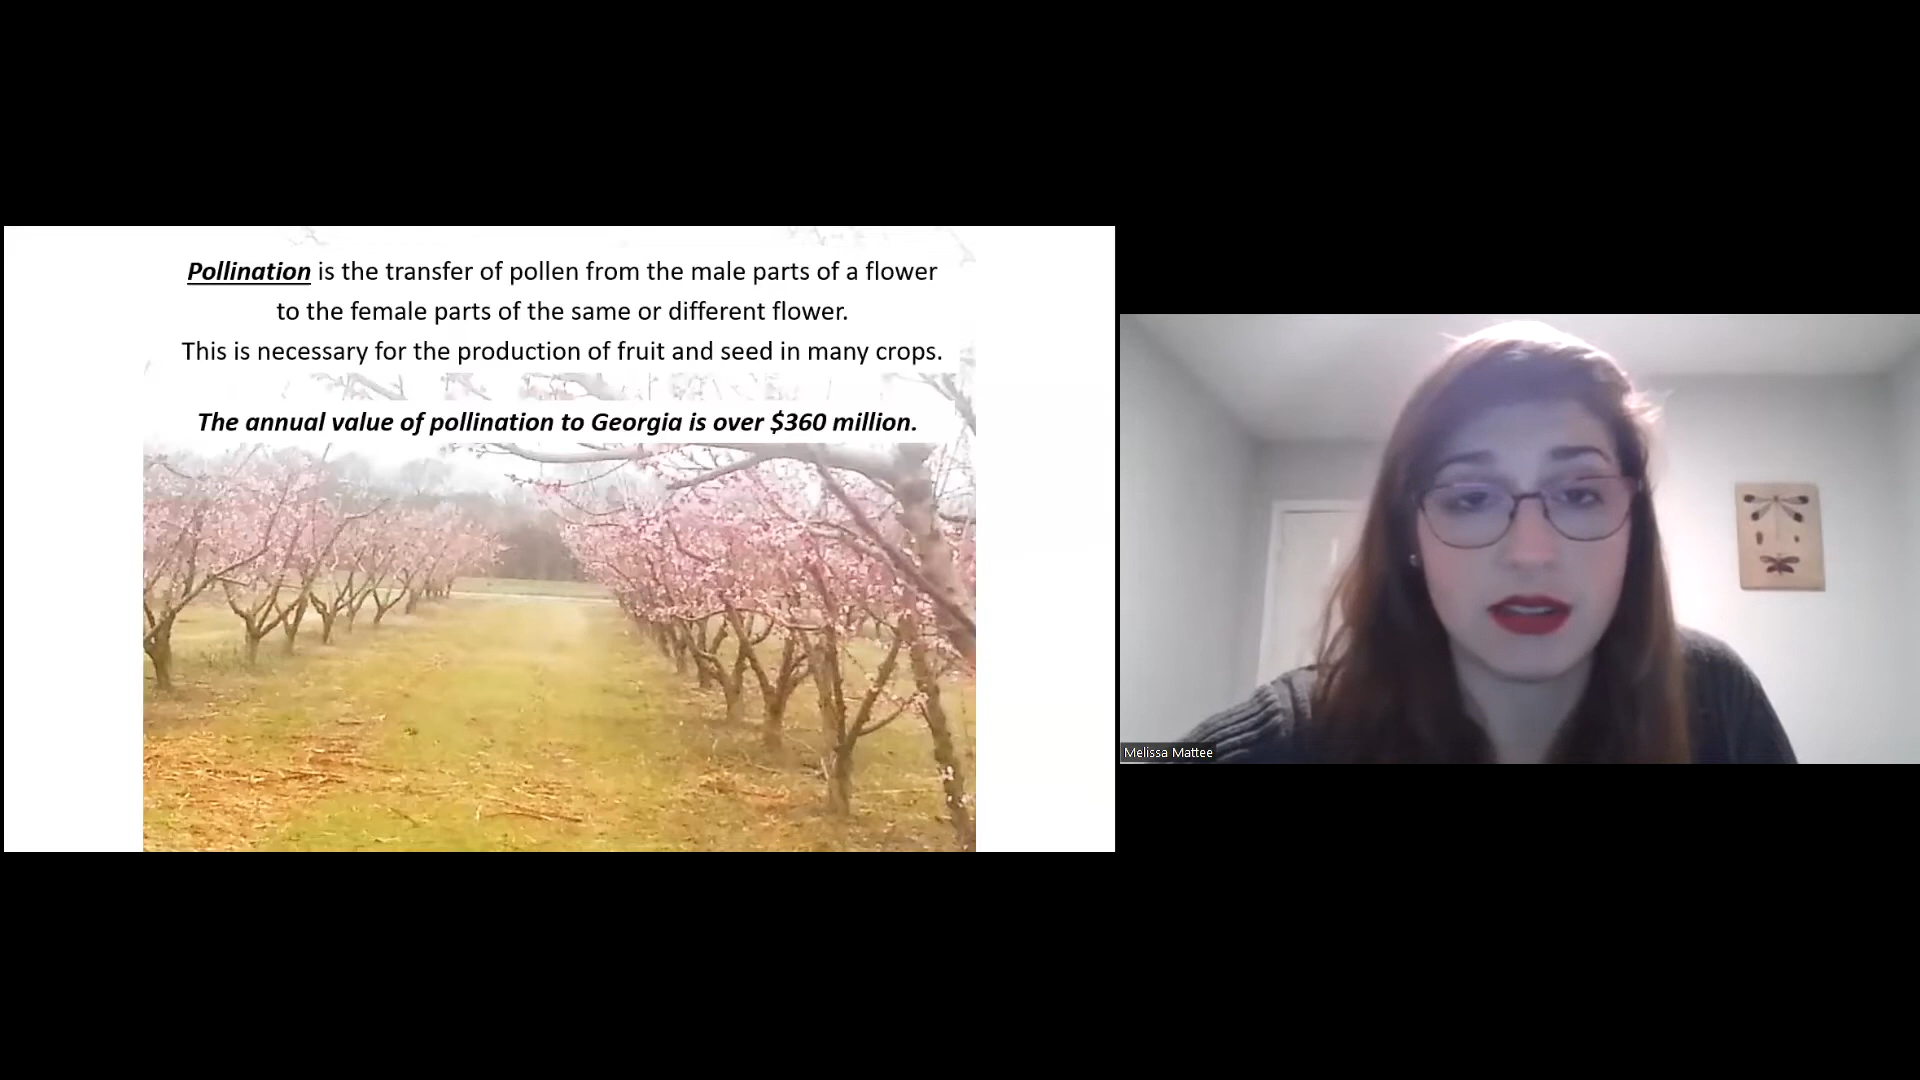 Pollination is the transfer of pollen from the male parts of a flower
to the female parts of the same or different flower.
This is necessary for the production of fruit and seed in many crops.
The annual value of pollination to Georgia is over $360 million.
Melissa Mattee